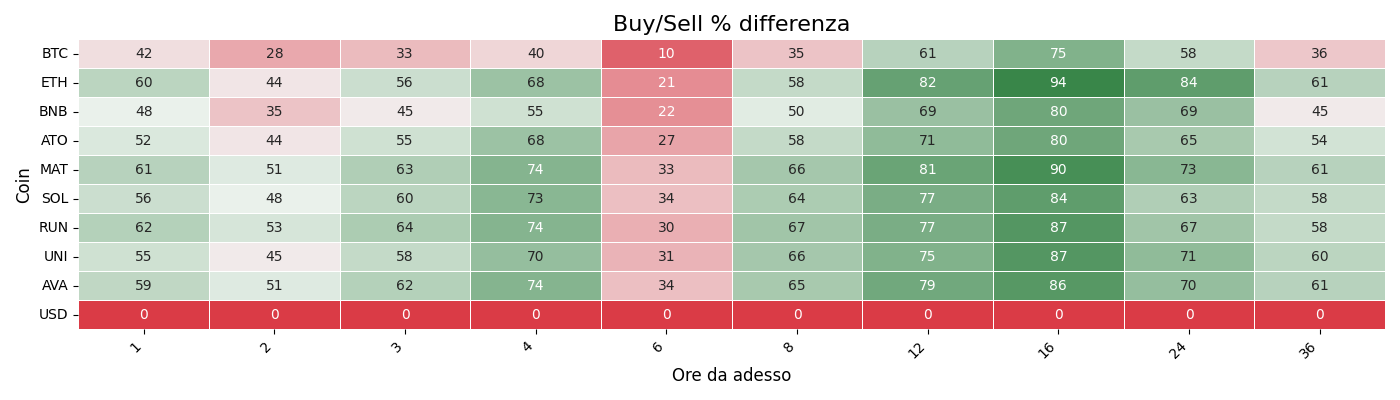 Buy/Sell % differenza
Coin
BTC 42 28 33 40 10 35 61 75 58 36
ETH 60 44 56 68 21 58 82 94 84 61
BNB 48 35 45 55 22 50 69 80 69 45
ATO 52 44 55 68 27 58 71 80 65 54
MAT 61 51 63 74 33 66 81 90 73 61
SOL 56 48 60 73 34 64 77 84 63 58
RUN 62 53 64 74 30 67 77 87 67 58
UNI 55 45 58 70 31 66 75 87 71 60
AVA 59 51 62 74 34 65 79 86 70 61
USD 0 0 0 0 0 0 0 0 0 0
1 2 3 4 6 8 12 16 24 36
Ore da adesso